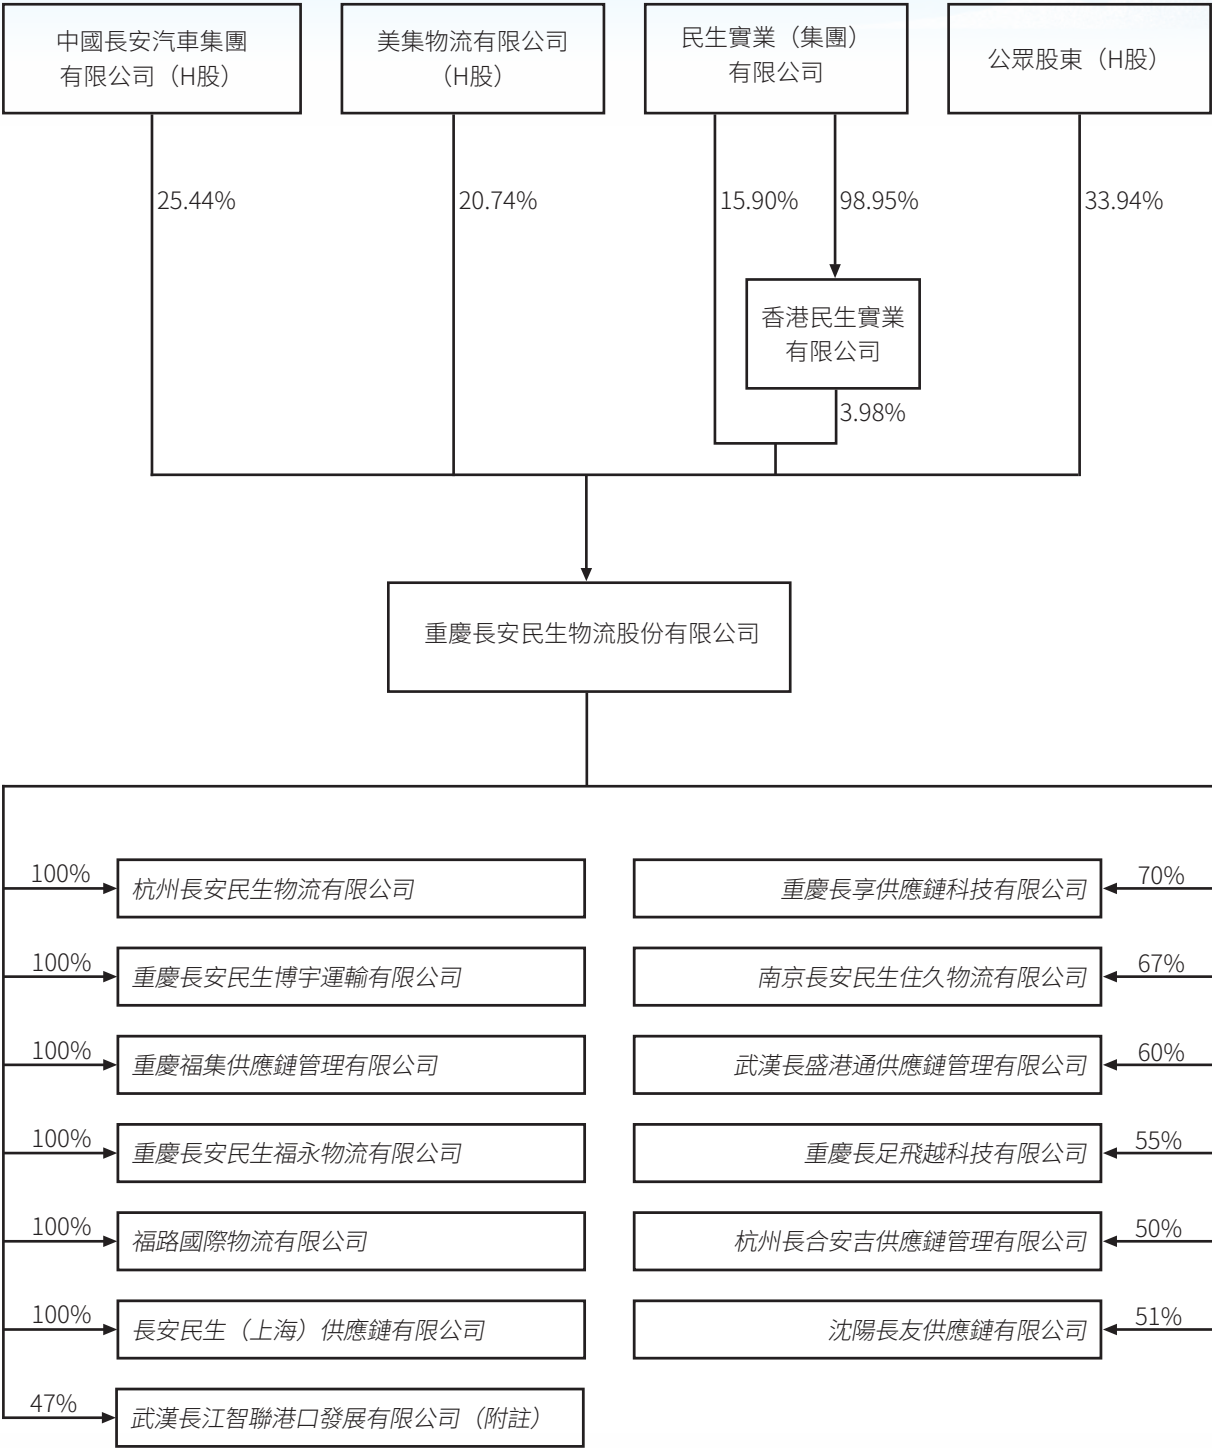 中國長安汽車集團
有限公司（H股）
美集物流有限公司
（H股）
民生實業（集團）
有限公司
公眾股東（H股）
25.44%
20.74%
15.90%
98.95%
33.94%
香港民生實業
有限公司
3.98%
重慶長安民生物流股份有限公司
100%
杭州長安民生物流有限公司
重慶長享供應鏈科技有限公司
70%
100%
重慶長安民生博宇運輸有限公司
南京長安民生住久物流有限公司
67%
100%
重慶福集供應鏈管理有限公司
武漢長盛港通供應鏈管理有限公司
60%
100%
重慶長安民生福永物流有限公司
重慶長足飛越科技有限公司
55%
100%
福路國際物流有限公司
杭州長合安吉供應鏈管理有限公司
50%
100%
長安民生（上海）供應鏈有限公司
沈陽長友供應鏈有限公司
51%
47%
武漢長江智聯港口發展有限公司（附註）